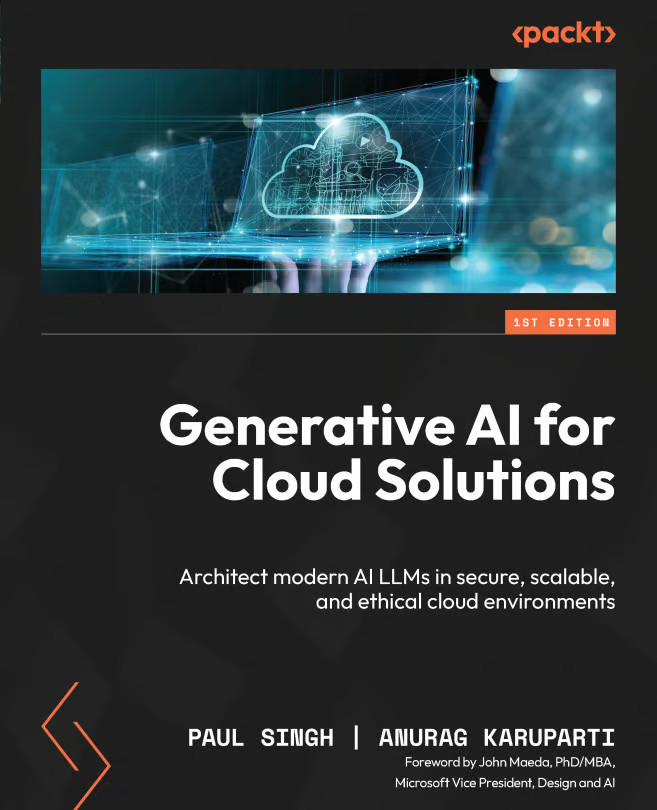 <packt>
1ST EDITION
Generative AI for
Cloud Solutions
Architect modern AI LLMs in secure, scalable,
and ethical cloud environments
PAUL SINGH | ANURAG KARUPARTI
Foreword by John Maeda, PhD/MBA,
Microsoft Vice President, Design and AI